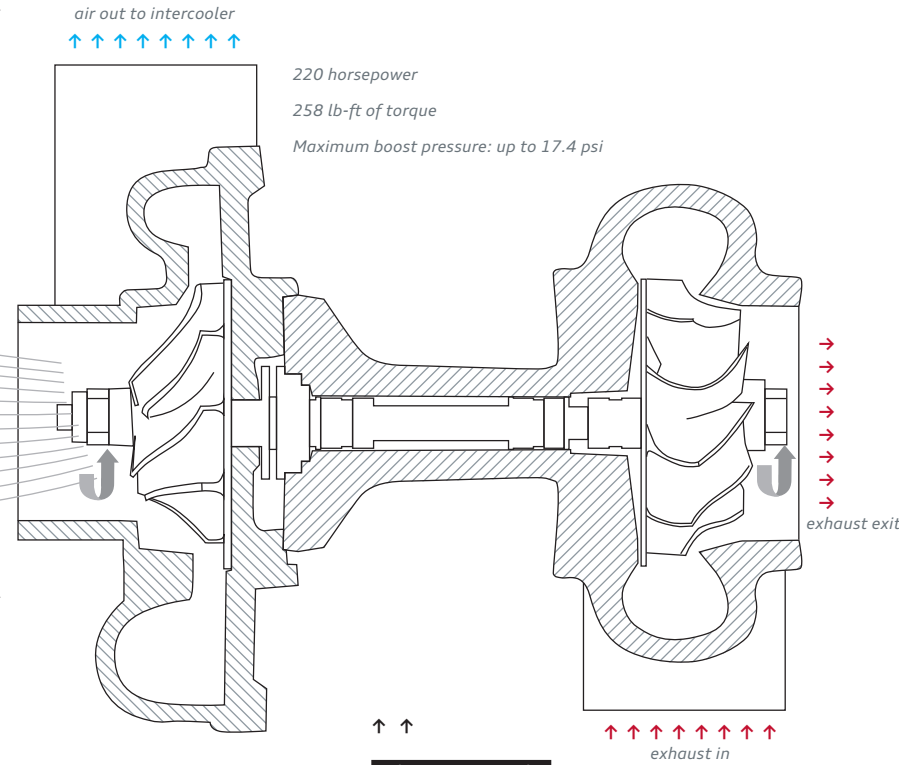 air out to intercooler
220 horsepower
258 lb-ft of torque
Maximum boost pressure: up to 17.4 psi
exhaust exit
exhaust in